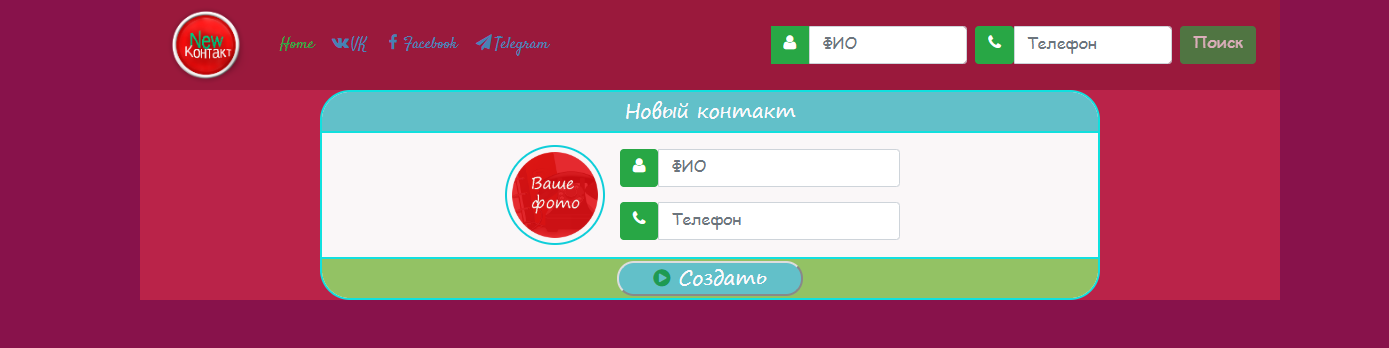 New
Контакт
Home VK Facebook Telegram ФИО Телефон Поиск
Новый контакт
Ваше
фото
ФИО
Телефон
Создать